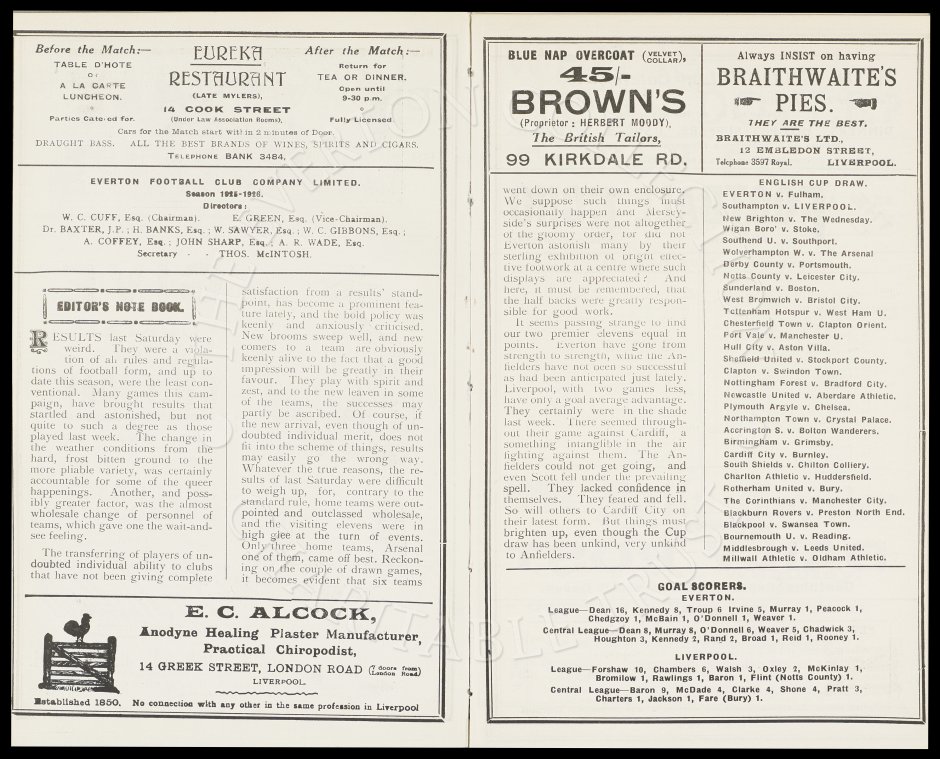 Before the Match:—
TABLE D'HOTE
OR
A LA CARTE
LUNCHEON.
Parties Catered for.
EUREKA
RESTAURANT
(LATE MYLERS),
14 COOK STREET
(Under Law Association Rooms),
After the Match:—
Return for
TEA OR DINNER.
Open until
9-30 p.m.
Fully Licensed.
Cars for the Match start within 2 minutes of Door.
DRAUGHT BASS. ALL THE BEST BRANDS OF WINES, SPIRITS AND CIGARS.
TELEPHONE BANK 3484.
EVERTON FOOTBALL CLUB COMPANY LIMITED.
Season 1925-1926.
Directors:
W. C. CUFF, Esq. (Chairman). E. GREEN, Esq. (Vice-Chairman).
Dr. BAXTER, J.P.; H. BANKS, Esq.; W. SAWYER, Esq.; W. C. GIBBONS, Esq.;
A. COFFEY, Esq.; JOHN SHARP, Esq.; A. R. WADE, Esq.
Secretary - - THOS. McINTOSH.
EDITOR'S NOTE BOOK.
RESULTS last Saturday were
weird. They were a viola-
tion of all rules and regula-
tions of football form, and up to
date this season, were the least con-
ventional. Many games this cam-
paign, have brought results that
startled and astonished, but not
quite to such a degree as those
played last week. The change in
the weather conditions from the
hard, frost bitten ground to the
more pliable variety, was certainly
accountable for some of the queer
happenings. Another, and poss-
ibly greater factor, was the almost
wholesale change of personnel of
teams, which gave one the wait-and-
see feeling.
The transferring of players of un-
doubted individual ability to clubs
that have not been giving complete
satisfaction from a results' stand-
point, has become a prominent fea-
ture lately, and the bold policy was
keenly and anxiously criticised.
New brooms sweep well, and new
comers to a team are obviously
keenly alive to the fact that a good
impression will be greatly in their
favour. They play with spirit and
zest, and to the new leaven in some
of the teams, the successes may
partly be ascribed. Of course, if
the new arrival, even though of un-
doubted individual merit, does not
fit into the scheme of things, results
may easily go the wrong way.
Whatever the true reasons, the re-
sults of last Saturday were difficult
to weigh up, for, contrary to the
standard rule, home teams were out-
pointed and outclassed wholesale,
and the visiting elevens were in
high glee at the turn of events.
Only three home teams, Arsenal
one of them, came off best. Reckon-
ing on the couple of drawn games,
it becomes evident that six teams
E. C. ALCOCK,
Anodyne Healing Plaster Manufacturer,
Practical Chiropodist,
14 GREEK STREET, LONDON ROAD (7 doors from London Road)
LIVERPOOL.
Established 1850. No connection with any other in the same profession in Liverpool
BLUE NAP OVERCOAT (VELVET COLLAR),
45/-
BROWN'S
(Proprietor: HERBERT MOODY),
The British Tailors,
99 KIRKDALE RD.
Always INSIST on having
BRAITHWAITE'S
PIES.
THEY ARE THE BEST.
BRAITHWAITE'S LTD.,
12 EMBLEDON STREET,
Telephone 3597 Royal. LIVERPOOL.
went down on their own enclosure.
We suppose such things must
occasionally happen and Mersey-
side's surprises were not altogether
of the gloomy order, for did not
Everton astonish many by their
sterling exhibition of bright effec-
tive footwork at a centre where such
displays are appreciated? And
here, it must be remembered, that
the half backs were greatly respon-
sible for good work.
It seems passing strange to find
our two premier elevens equal in
points. Everton have gone from
strength to strength, while the An-
fielders have not been so successful
as had been anticipated just lately.
Liverpool, with two games less,
have only a goal average advantage.
They certainly were in the shade
last week. There seemed through-
out their game against Cardiff, a
something intangible in the air
fighting against them. The An-
fielders could not get going, and
even Scott fell under the prevailing
spell. They lacked confidence in
themselves. They feared and fell.
So will others to Cardiff City on
their latest form. But things must
brighten up, even though the Cup
draw has been unkind, very unkind
to Anfielders.
ENGLISH CUP DRAW.
EVERTON v. Fulham.
Southampton v. LIVERPOOL.
New Brighton v. The Wednesday.
Wigan Boro' v. Stoke.
Southend U v. Southport.
Wolverhampton W. v. The Arsenal
Derby County v. Portsmouth.
Notts County v. Leicester City.
Sunderland v. Boston.
West Bromwich v. Bristol City.
Tottenham Hotspur v. West Ham U.
Chesterfield Town v. Clapton Orient.
Port Vale v. Manchester U.
Hull City v. Aston Villa.
Sheffield United v. Stockport County.
Clapton v. Swindon Town.
Nottingham Forest v. Bradford City.
Newcastle United v. Aberdare Athletic.
Plymouth Argyle v. Chelsea.
Northampton Town v. Crystal Palace.
Accrington S. v. Bolton Wanderers.
Birmingham v. Grimsby.
Cardiff City v. Burnley.
South Shields v. Chilton Colliery.
Charlton Athletic v. Huddersfield.
Rotherham United v. Bury.
The Corinthians v. Manchester City.
Blackburn Rovers v. Preston North End.
Blackpool v. Swansea Town.
Bournemouth U. v. Reading.
Middlesbrough v. Leeds United.
Millwall Athletic v. Oldham Athletic.
GOAL SCORERS.
EVERTON.
League—Dean 16, Kennedy 8, Troup 6 Irvine 5, Murray 1, Peacock 1,
Chedgzoy 1, McBain 1, O'Donnell 1, Weaver 1.
Central League—Dean 8, Murray 8, O'Donnell 6, Weaver 5, Chadwick 3,
Houghton 3, Kennedy 2, Rand 2, Broad 1, Reid 1, Rooney 1.
LIVERPOOL.
League—Forshaw 10, Chambers 6, Walsh 3, Oxley 2, McKinlay 1,
Bromilow 1, Rawlings 1, Baron 1, Flint (Notts County) 1.
Central League—Baron 9, McDade 4, Clarke 4, Shone 4, Pratt 3,
Charters 1, Jackson 1, Fare (Bury) 1.